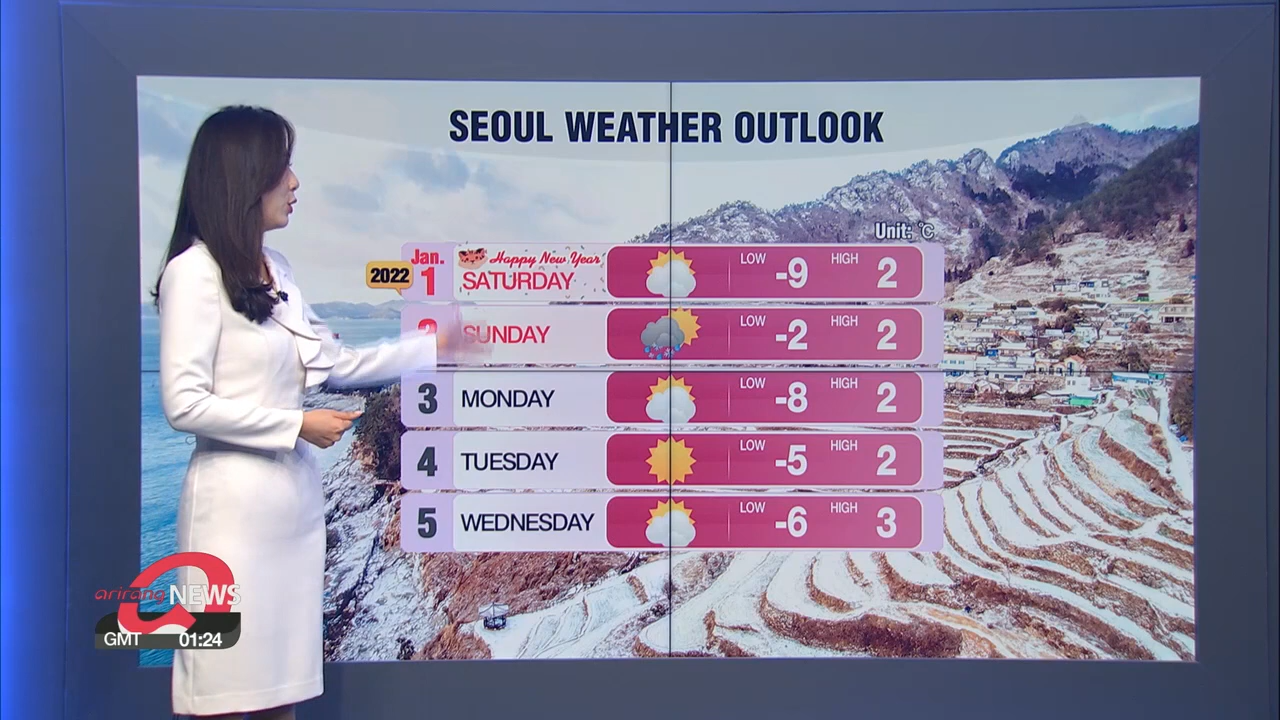 SEOUL WEATHER OUTLOOK
Unit: ℃
2022
Jan.
1
Happy New Year
SATURDAY
LOW -9 HIGH 2
2 SUNDAY LOW -2 HIGH 2
3 MONDAY LOW -8 HIGH 2
4 TUESDAY LOW -5 HIGH 2
5 WEDNESDAY LOW -6 HIGH 3
arirang NEWS
GMT 01:24